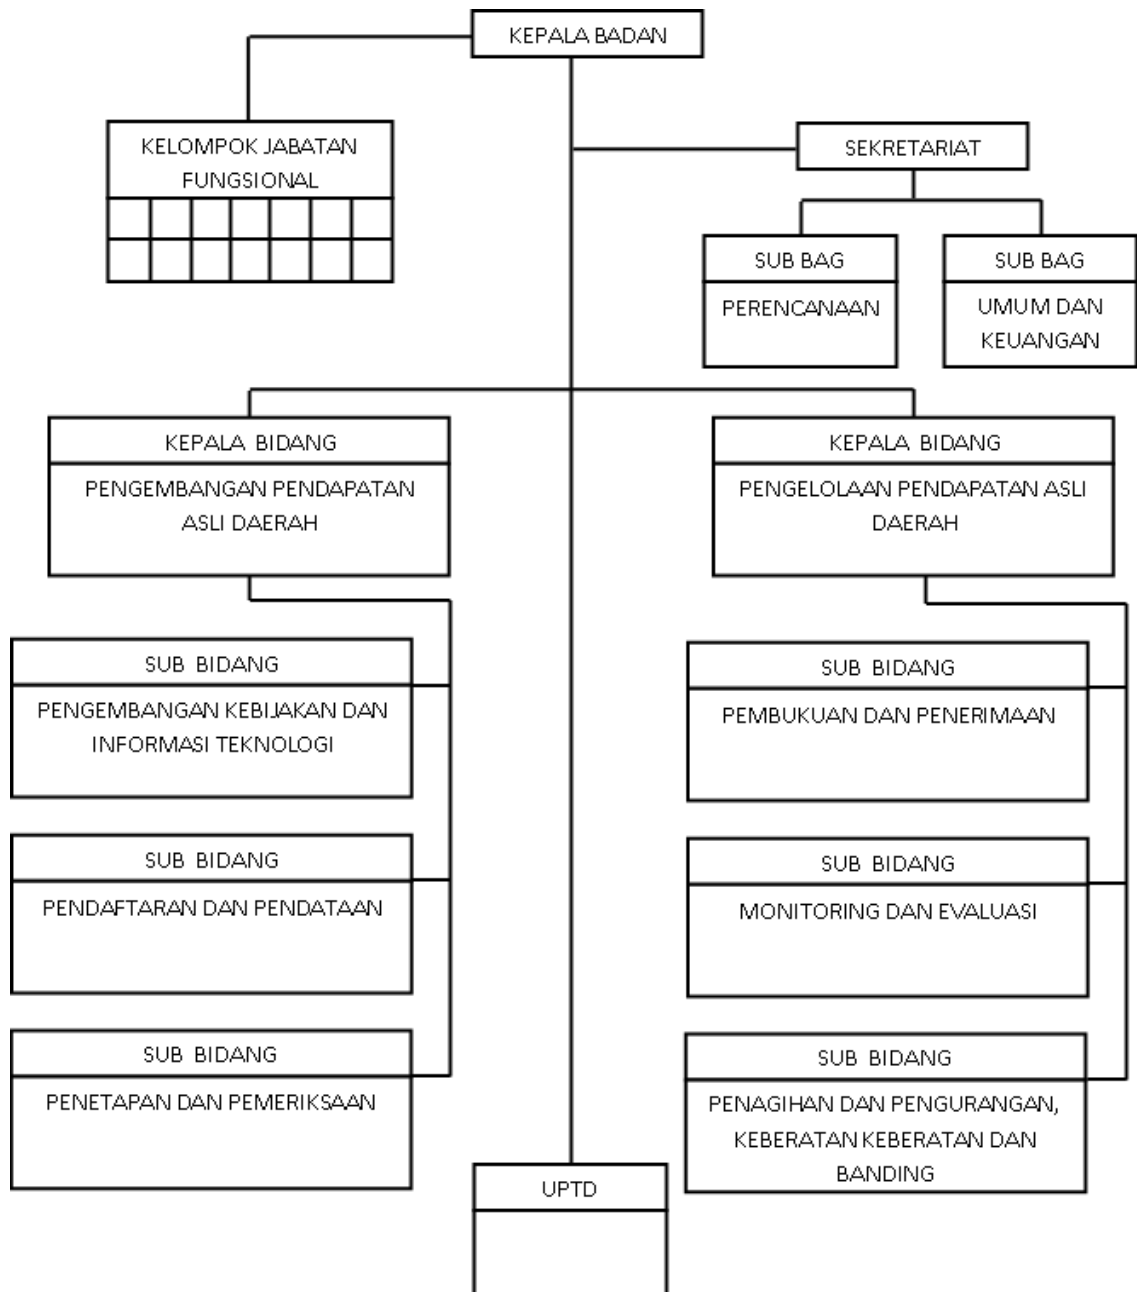 KEPALA BADAN
KELOMPOK JABATAN
FUNGSIONAL
SEKRETARIAT
SUB BAG
PERENCANAAN
SUB BAG
UMUM DAN
KEUANGAN
KEPALA BIDANG
PENGEMBANGAN PENDAPATAN
ASLI DAERAH
KEPALA BIDANG
PENGELOLAAN PENDAPATAN ASLI
DAERAH
SUB BIDANG
PENGEMBANGAN KEBIJAKAN DAN
INFORMASI TEKNOLOGI
SUB BIDANG
PEMBUKUAN DAN PENERIMAAN
SUB BIDANG
PENDAFTARAN DAN PENDATAAN
SUB BIDANG
MONITORING DAN EVALUASI
SUB BIDANG
PENETAPAN DAN PEMERIKSAAN
SUB BIDANG
PENAGIHAN DAN PENGURANGAN,
KEBERATAN KEBERATAN DAN
BANDING
UPTD